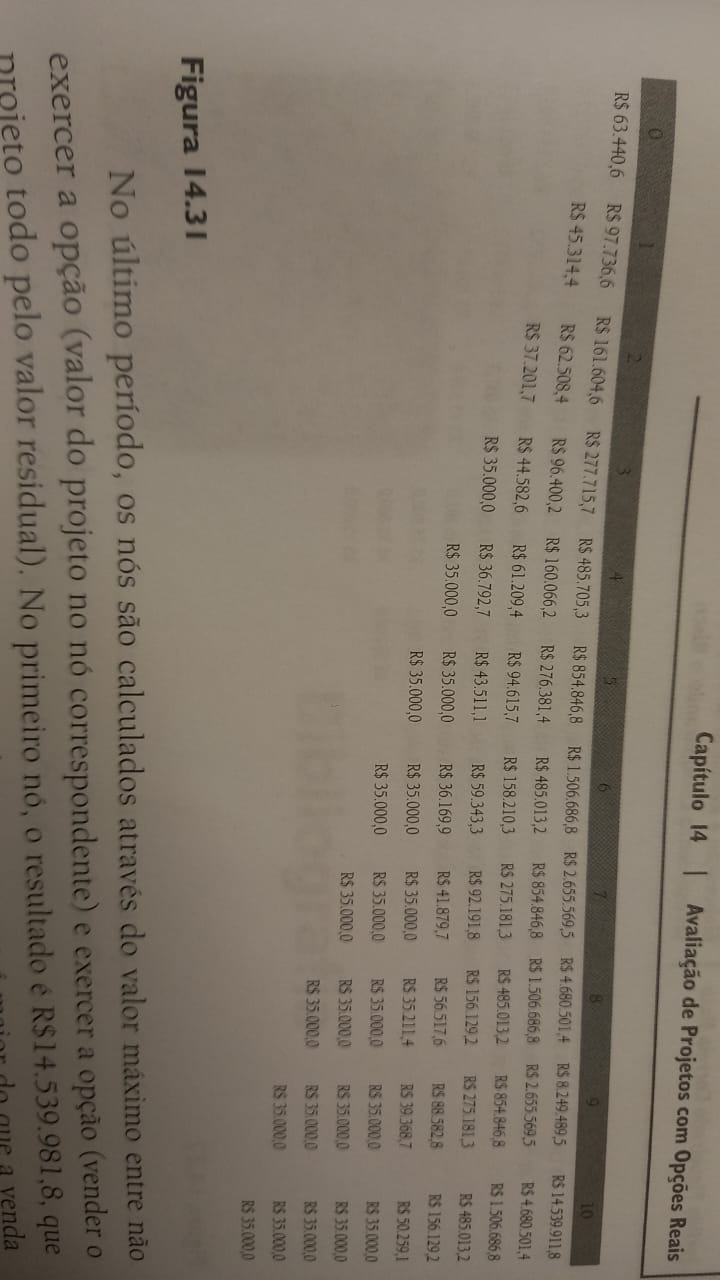 Capítulo 14 | Avaliação de Projetos com Opções Reais
0 1 2 3 4 5 6 7 8 9 10
R$ 63.440,6 R$ 97.736,6 R$ 161.604,6 R$ 277.715,7 R$ 485.705,3 R$ 854.846,8 R$ 1.506.686,8 R$ 2.655.569,5 R$ 4.680.501,4 R$ 8.249.489,5 R$ 14.539.911,8
R$ 45.314,4 R$ 62.508,4 R$ 96.400,2 R$ 160.066,2 R$ 276.381,4 R$ 485.013,2 R$ 854.846,8 R$ 1.506.686,8 R$ 2.655.569,5 R$ 4.680.501,4
R$ 37.201,7 R$ 44.582,6 R$ 61.209,4 R$ 94.615,7 R$ 158.210,3 R$ 275.181,3 R$ 485.013,2 R$ 854.846,8 R$ 1.506.686,8
R$ 35.000,0 R$ 36.792,7 R$ 43.511,1 R$ 59.343,3 R$ 92.191,8 R$ 156.129,2 R$ 275.181,3 R$ 485.013,2
R$ 35.000,0 R$ 35.000,0 R$ 36.169,9 R$ 41.879,7 R$ 56.517,6 R$ 88.582,8 R$ 156.129,2
R$ 35.000,0 R$ 35.000,0 R$ 35.000,0 R$ 35.211,4 R$ 39.368,7 R$ 50.259,1
R$ 35.000,0 R$ 35.000,0 R$ 35.000,0 R$ 35.000,0 R$ 35.000,0
R$ 35.000,0 R$ 35.000,0 R$ 35.000,0 R$ 35.000,0
R$ 35.000,0 R$ 35.000,0 R$ 35.000,0
R$ 35.000,0 R$ 35.000,0
R$ 35.000,0
Figura 14.31
No último período, os nós são calculados através do valor máximo entre não
exercer a opção (valor do projeto no nó correspondente) e exercer a opção (vender o
projeto todo pelo valor residual). No primeiro nó, o resultado é R$14.539.981,8, que
maior do que a venda